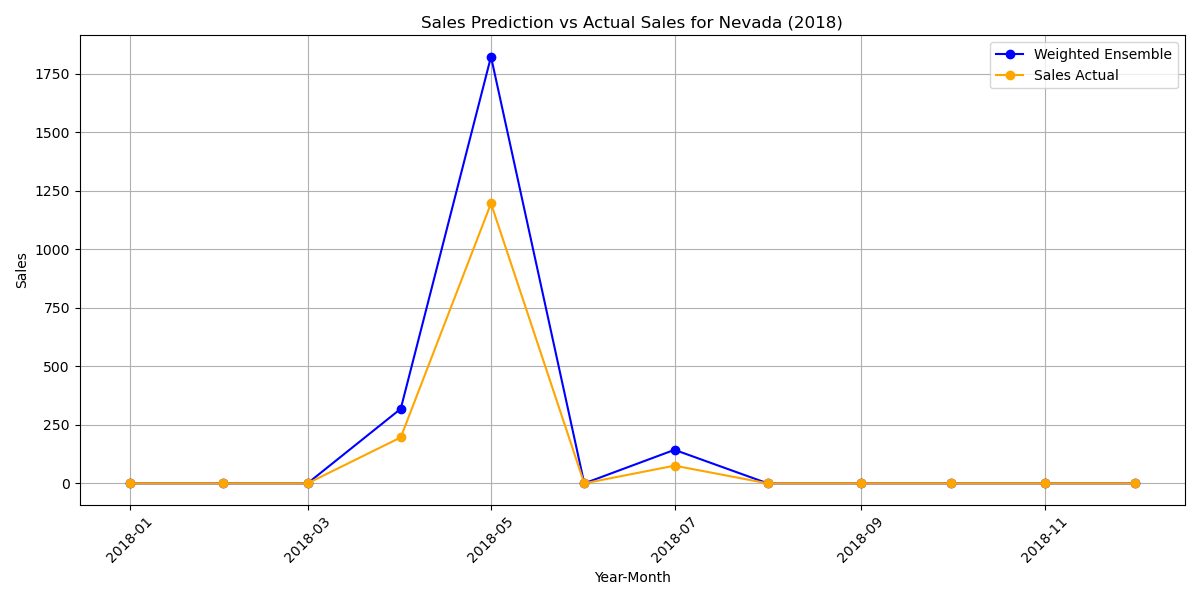 Sales Prediction vs Actual Sales for Nevada (2018)
Weighted Ensemble
Sales Actual
Sales
1750
1500
1250
1000
750
500
250
0
2018-01
2018-03
2018-05
2018-07
2018-09
2018-11
Year-Month